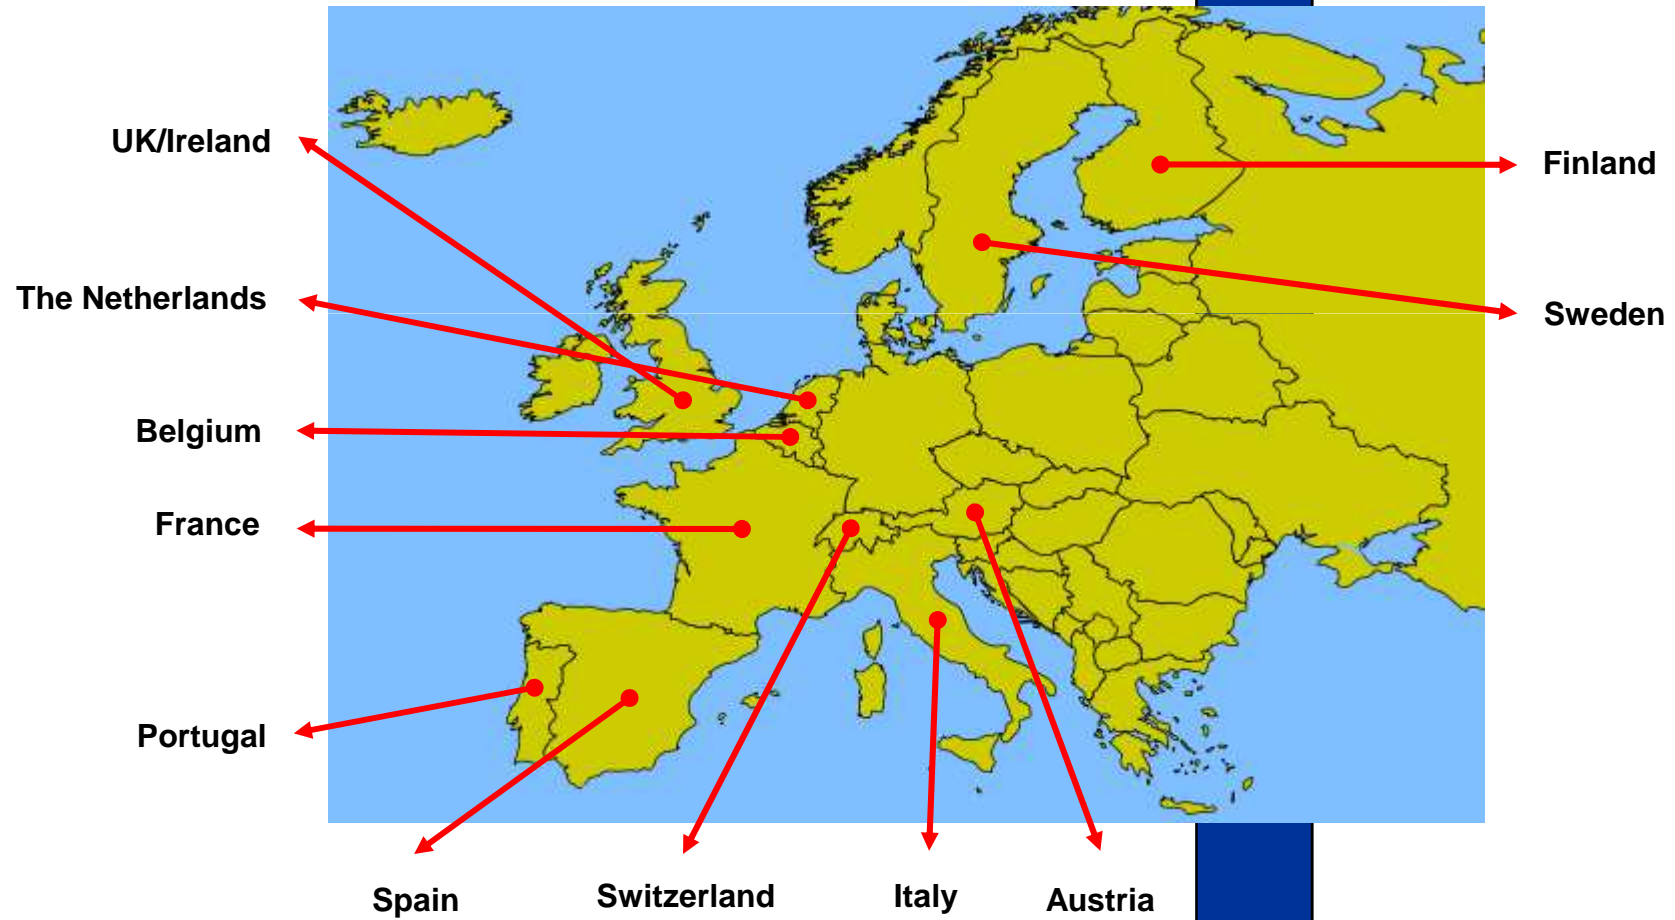 UK/Ireland
Finland
The Netherlands
Sweden
Belgium
France
Portugal
Spain
Switzerland
Italy
Austria